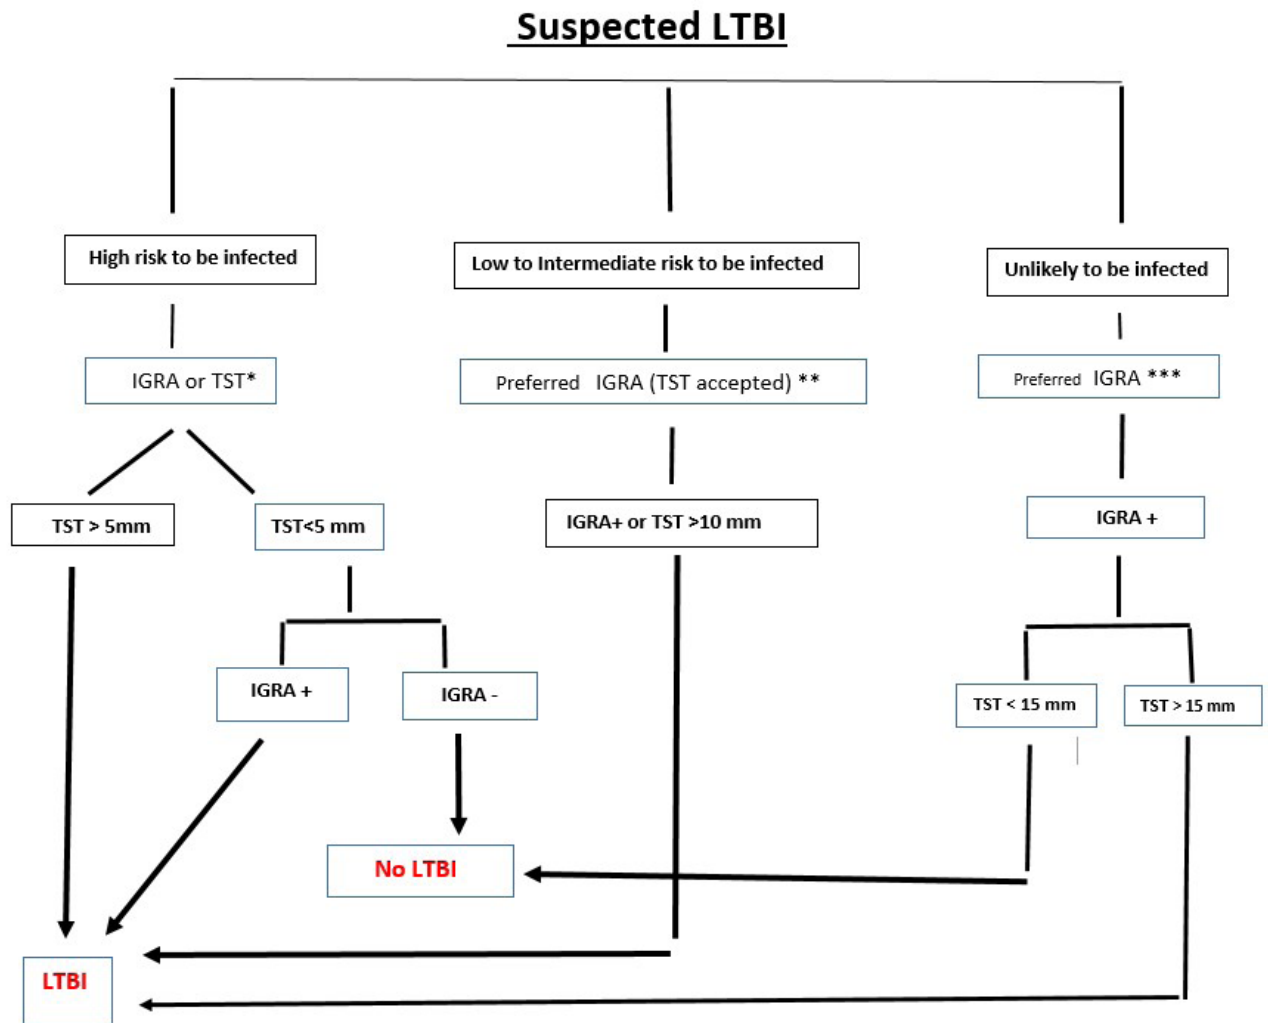 Suspected LTBI
High risk to be infected
Low to Intermediate risk to be infected
Unlikely to be infected
IGRA or TST*
Preferred IGRA (TST accepted) **
Preferred IGRA ***
TST > 5mm
TST<5 mm
IGRA+ or TST >10 mm
IGRA +
IGRA +
IGRA -
TST < 15 mm
TST > 15 mm
No LTBI
LTBI